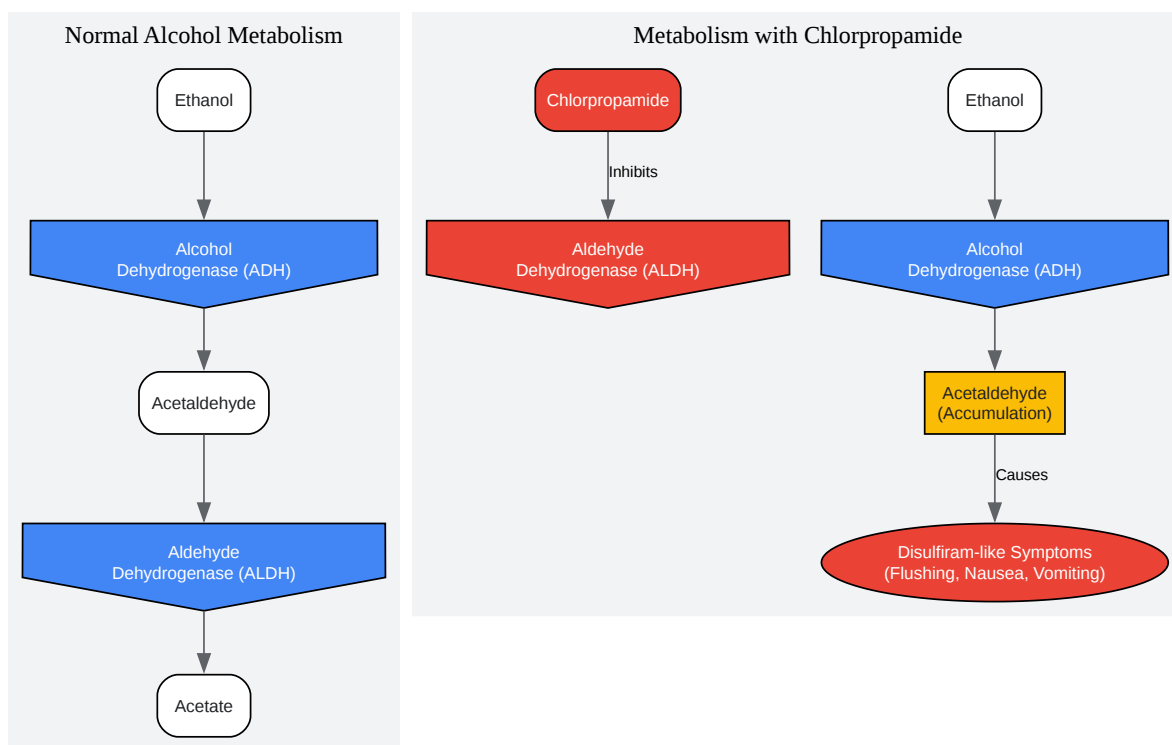 Normal Alcohol Metabolism
Ethanol
Alcohol
Dehydrogenase (ADH)
Acetaldehyde
Aldehyde
Dehydrogenase (ALDH)
Acetate
Metabolism with Chlorpropamide
Chlorpropamide
Inhibits
Aldehyde
Dehydrogenase (ALDH)
Ethanol
Alcohol
Dehydrogenase (ADH)
Acetaldehyde
(Accumulation)
Causes
Disulfiram-like Symptoms
(Flushing, Nausea, Vomiting)